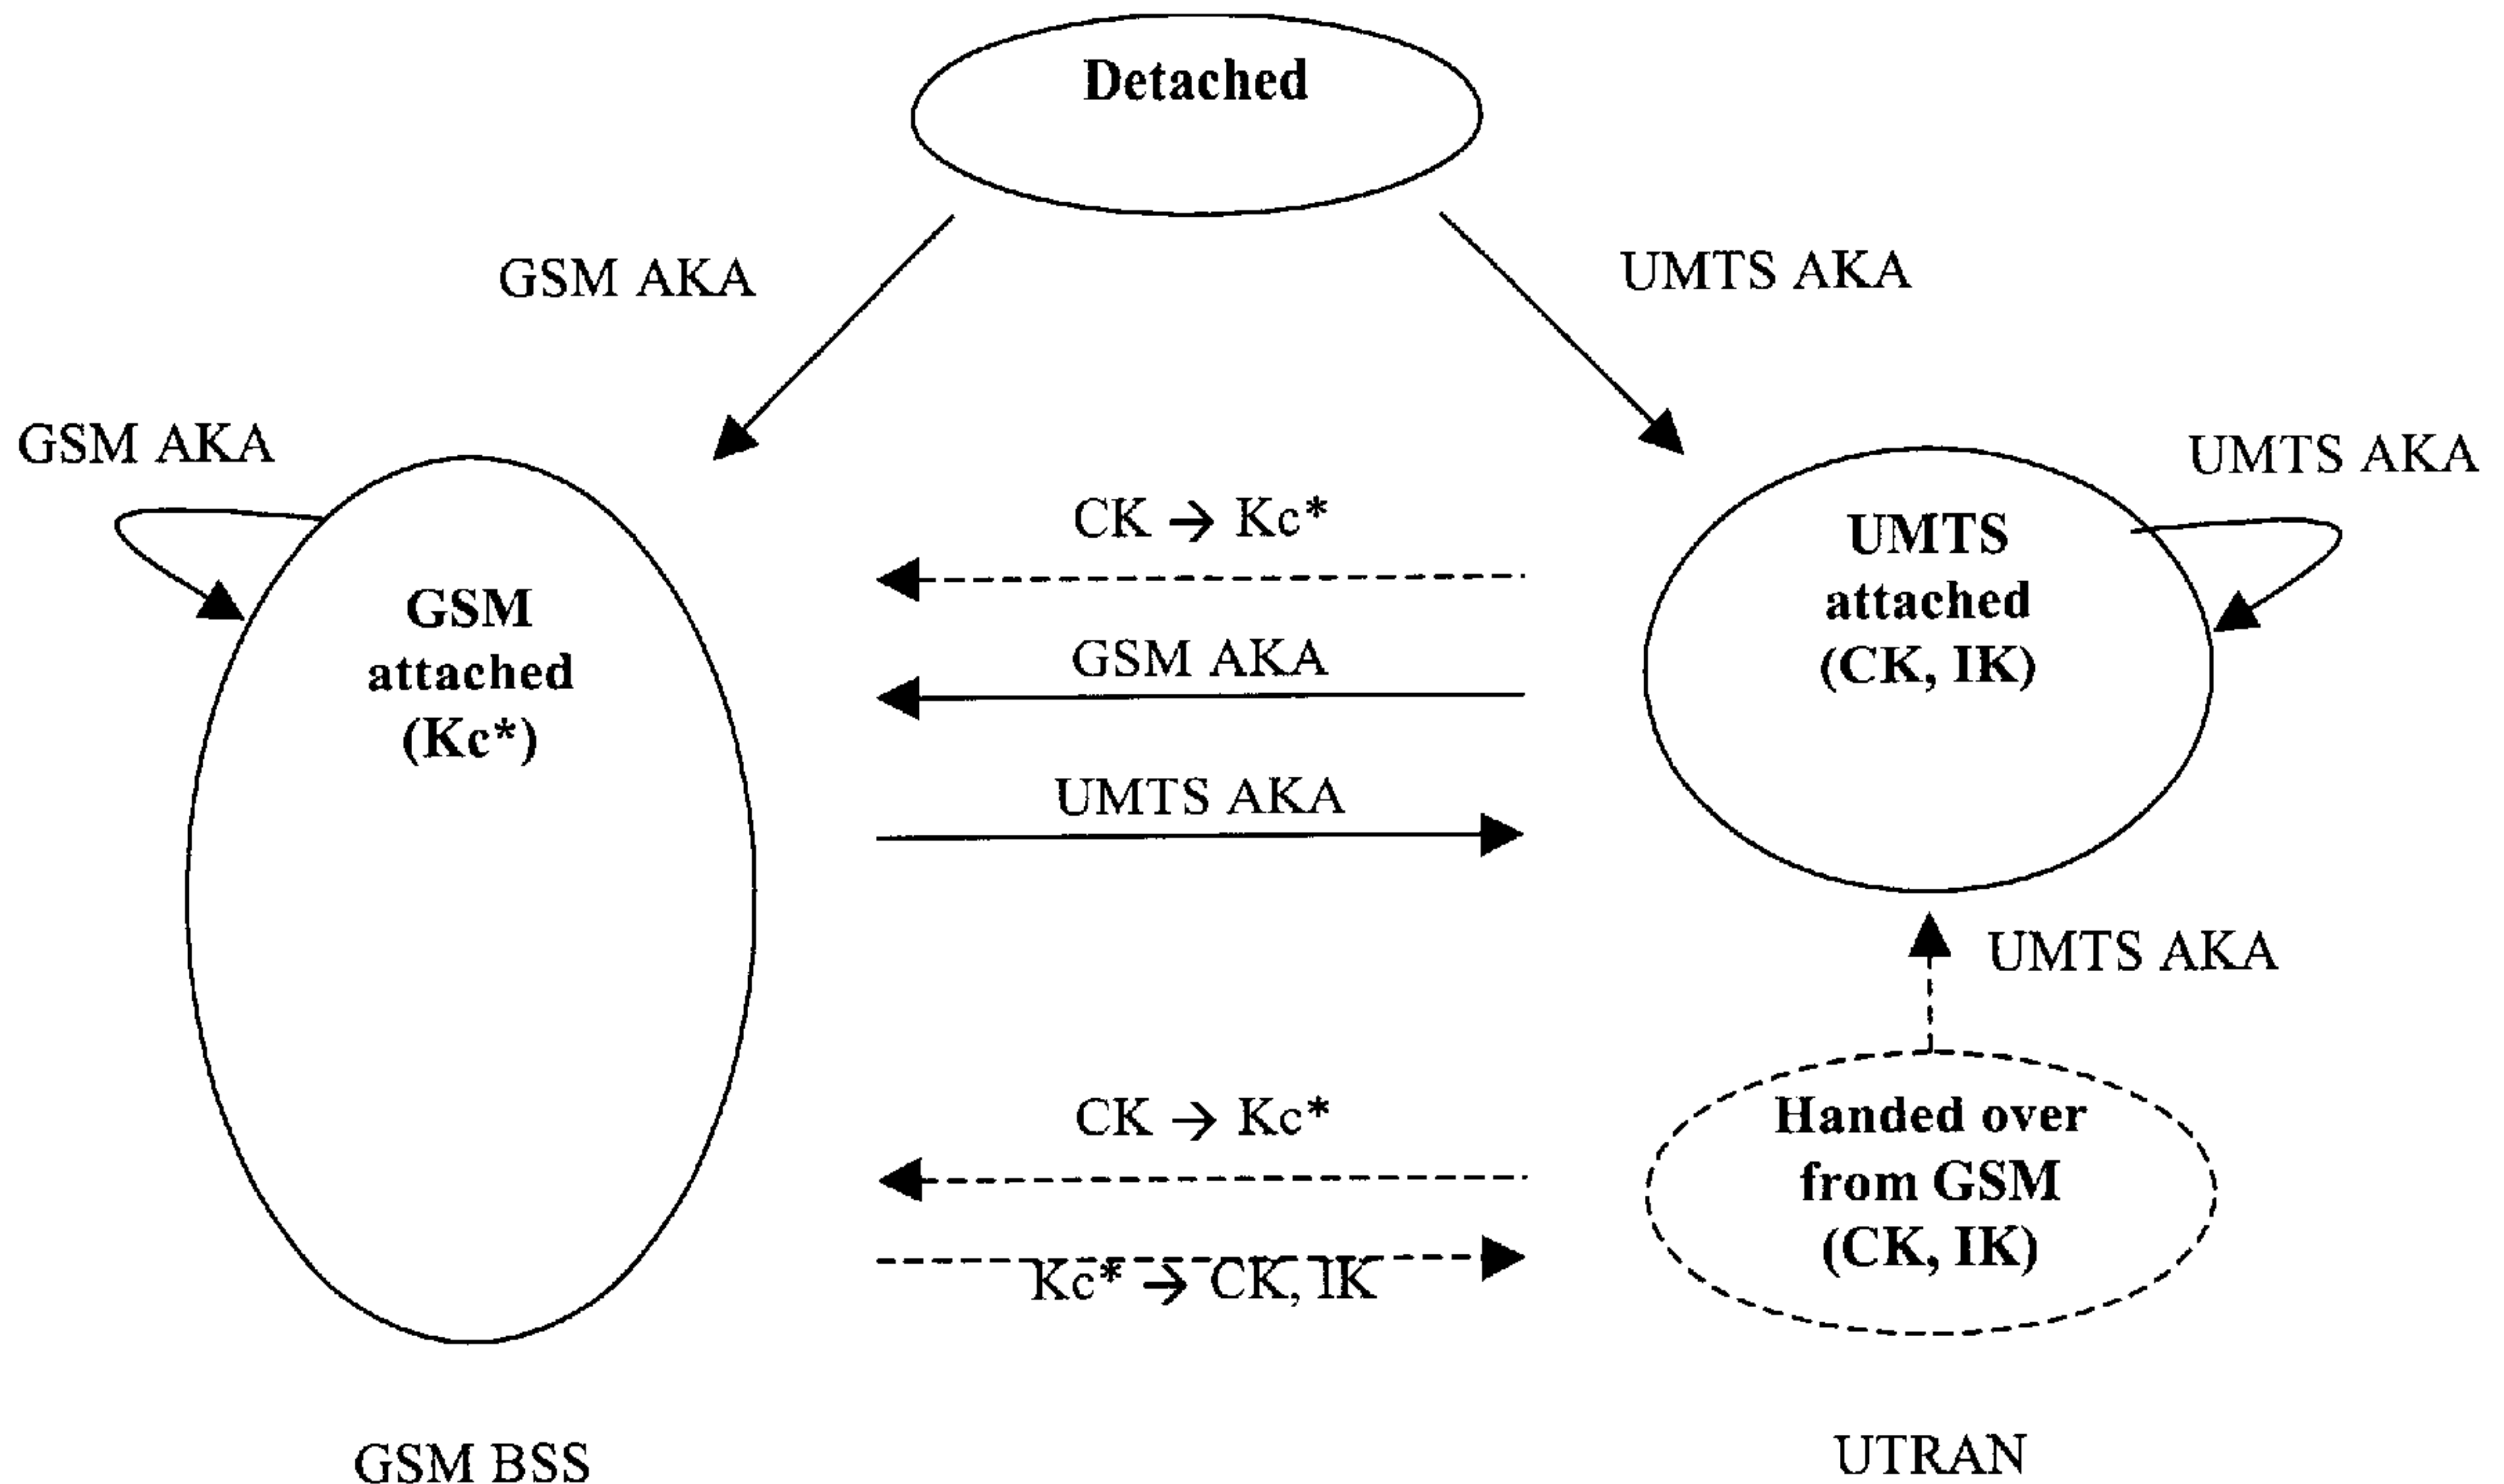 Detached
GSM AKA
UMTS AKA
GSM AKA
UMTS AKA
CK → Kc*
UMTS
attached
(CK, IK)
GSM
attached
(Kc*)
GSM AKA
UMTS AKA
UMTS AKA
CK → Kc*
Handed over
from GSM
(CK, IK)
Kc* → CK, IK
GSM BSS
UTRAN